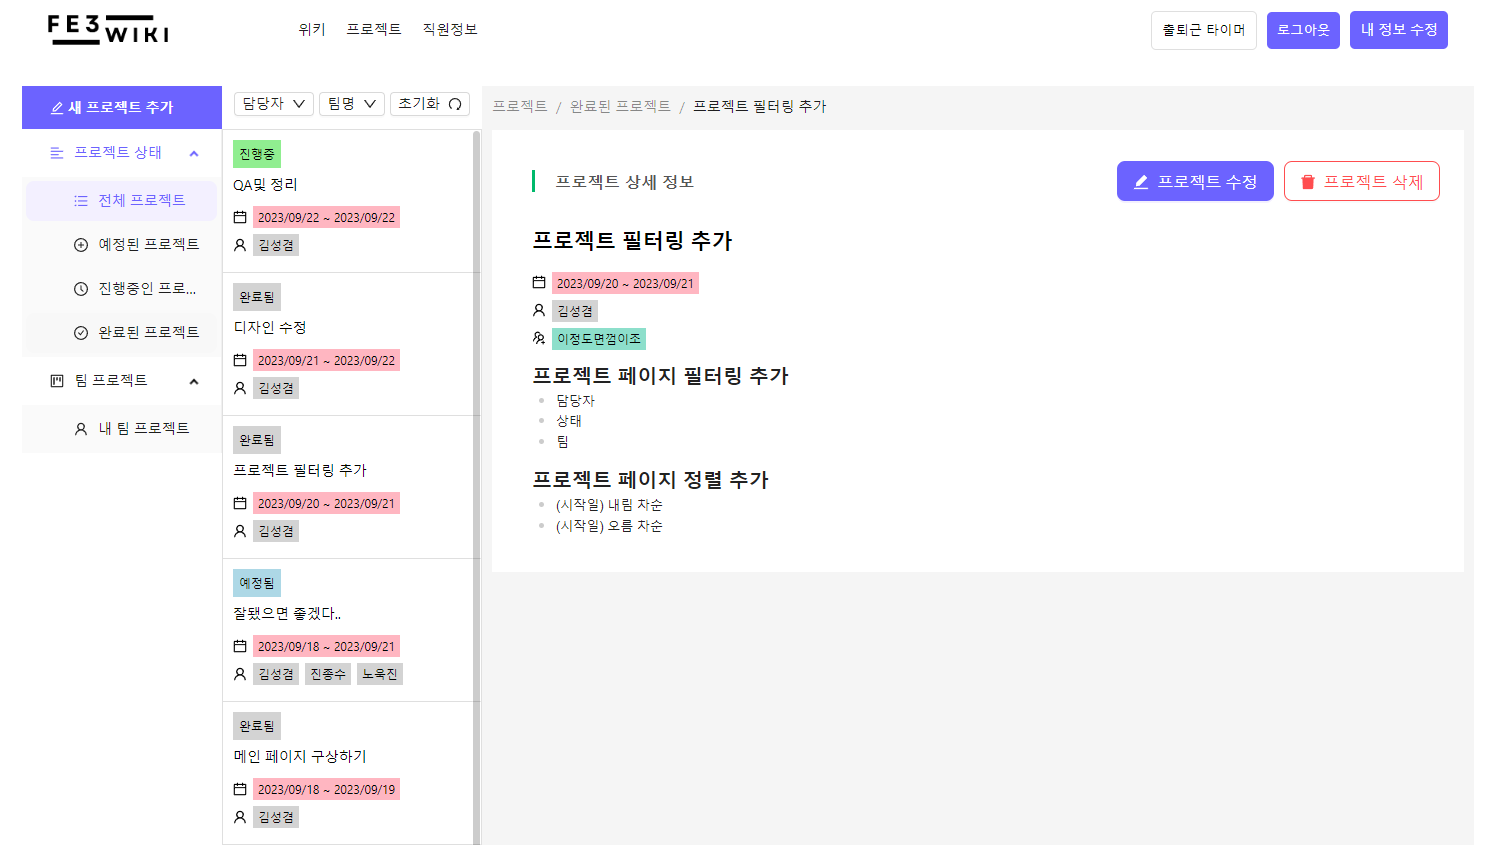 FE3 WIKI
위키 프로젝트 직원정보
출퇴근 타이머 로그아웃 내 정보 수정
새 프로젝트 추가
프로젝트 상태
전체 프로젝트
예정된 프로젝트
진행중인 프로...
완료된 프로젝트
팀 프로젝트
내 팀 프로젝트
담당자 팀명 초기화
진행중
QA및 정리
2023/09/22 ~ 2023/09/22
김성겸
완료됨
디자인 수정
2023/09/21 ~ 2023/09/22
김성겸
완료됨
프로젝트 필터링 추가
2023/09/20 ~ 2023/09/21
김성겸
예정됨
잘됐으면 좋겠다..
2023/09/18 ~ 2023/09/21
김성겸 진종수 노욱진
완료됨
메인 페이지 구상하기
2023/09/18 ~ 2023/09/19
김성겸
프로젝트 / 완료된 프로젝트 / 프로젝트 필터링 추가
프로젝트 상세 정보
프로젝트 수정 프로젝트 삭제
프로젝트 필터링 추가
2023/09/20 ~ 2023/09/21
김성겸
이정도면껌이조
프로젝트 페이지 필터링 추가
담당자
상태
팀
프로젝트 페이지 정렬 추가
(시작일) 내림 차순
(시작일) 오름 차순